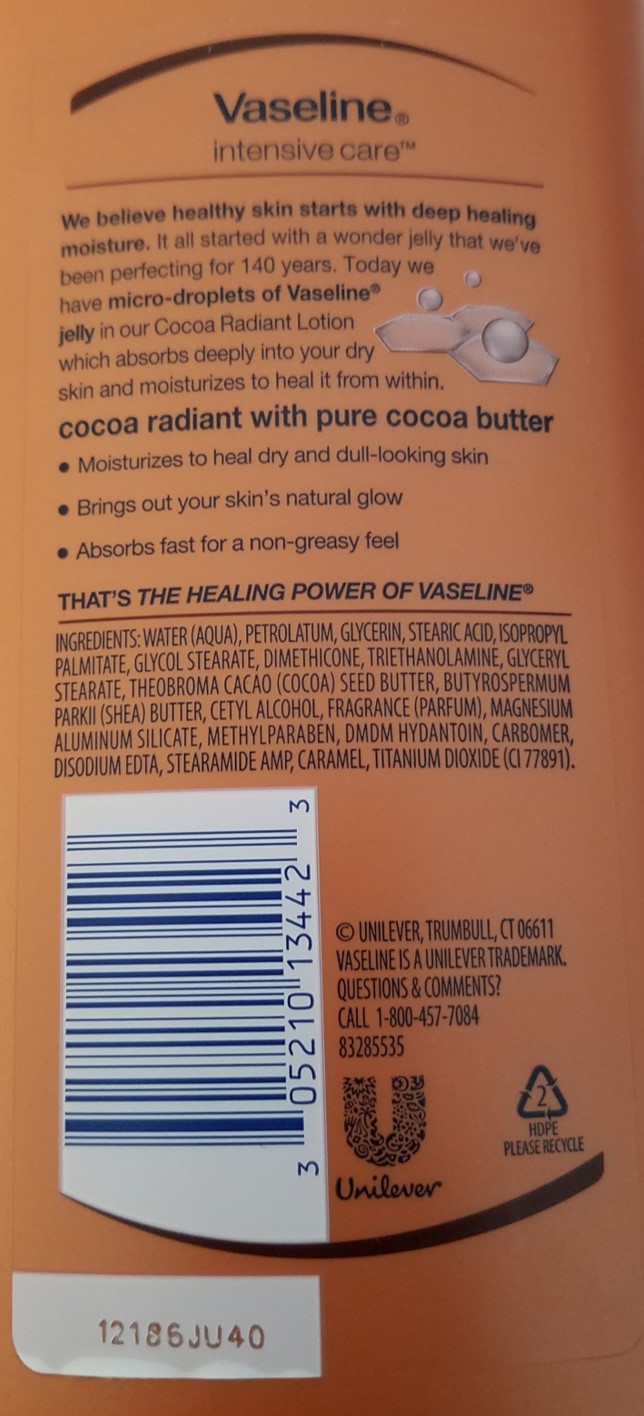 Vaseline®
intensive care™
We believe healthy skin starts with deep healing
moisture. It all started with a wonder jelly that we've
been perfecting for 140 years. Today we
have micro-droplets of Vaseline®
jelly in our Cocoa Radiant Lotion
which absorbs deeply into your dry
skin and moisturizes to heal it from within.
cocoa radiant with pure cocoa butter
• Moisturizes to heal dry and dull-looking skin
• Brings out your skin's natural glow
• Absorbs fast for a non-greasy feel
THAT'S THE HEALING POWER OF VASELINE®
INGREDIENTS: WATER (AQUA), PETROLATUM, GLYCERIN, STEARIC ACID, ISOPROPYL
PALMITATE, GLYCOL STEARATE, DIMETHICONE, TRIETHANOLAMINE, GLYCERYL
STEARATE, THEOBROMA CACAO (COCOA) SEED BUTTER, BUTYROSPERMUM
PARKII (SHEA) BUTTER, CETYL ALCOHOL, FRAGRANCE (PARFUM), MAGNESIUM
ALUMINUM SILICATE, METHYLPARABEN, DMDM HYDANTOIN, CARBOMER,
DISODIUM EDTA, STEARAMIDE AMP, CARAMEL, TITANIUM DIOXIDE (CI 77891).
3 05210 13442 3
© UNILEVER, TRUMBULL, CT 06611
VASELINE IS A UNILEVER TRADEMARK.
QUESTIONS & COMMENTS?
CALL 1-800-457-7084
83285535
Unilever
2
HDPE
PLEASE RECYCLE
12186JU40